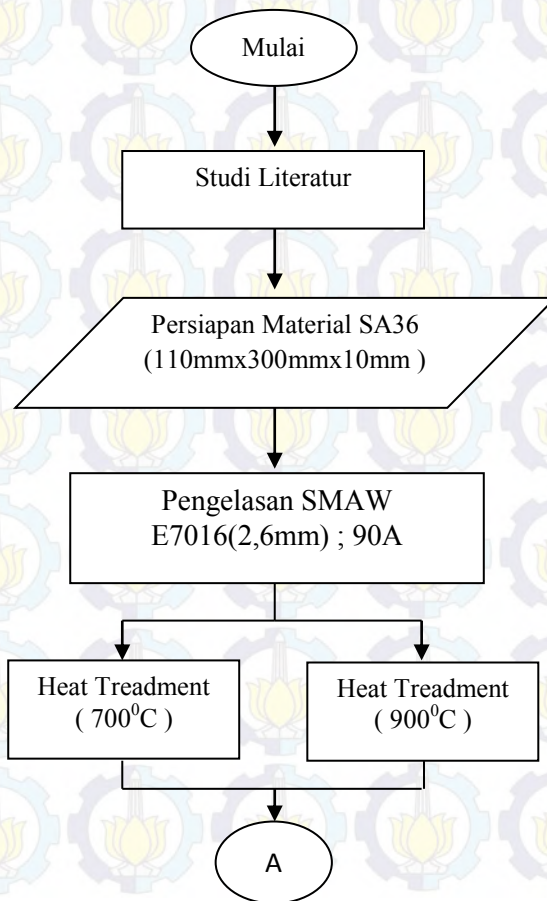 Mulai
Studi Literatur
Persiapan Material SA36
(110mmx300mmx10mm )
Pengelasan SMAW
E7016(2,6mm) ; 90A
Heat Treadment
( 700⁰C )
Heat Treadment
( 900⁰C )
A